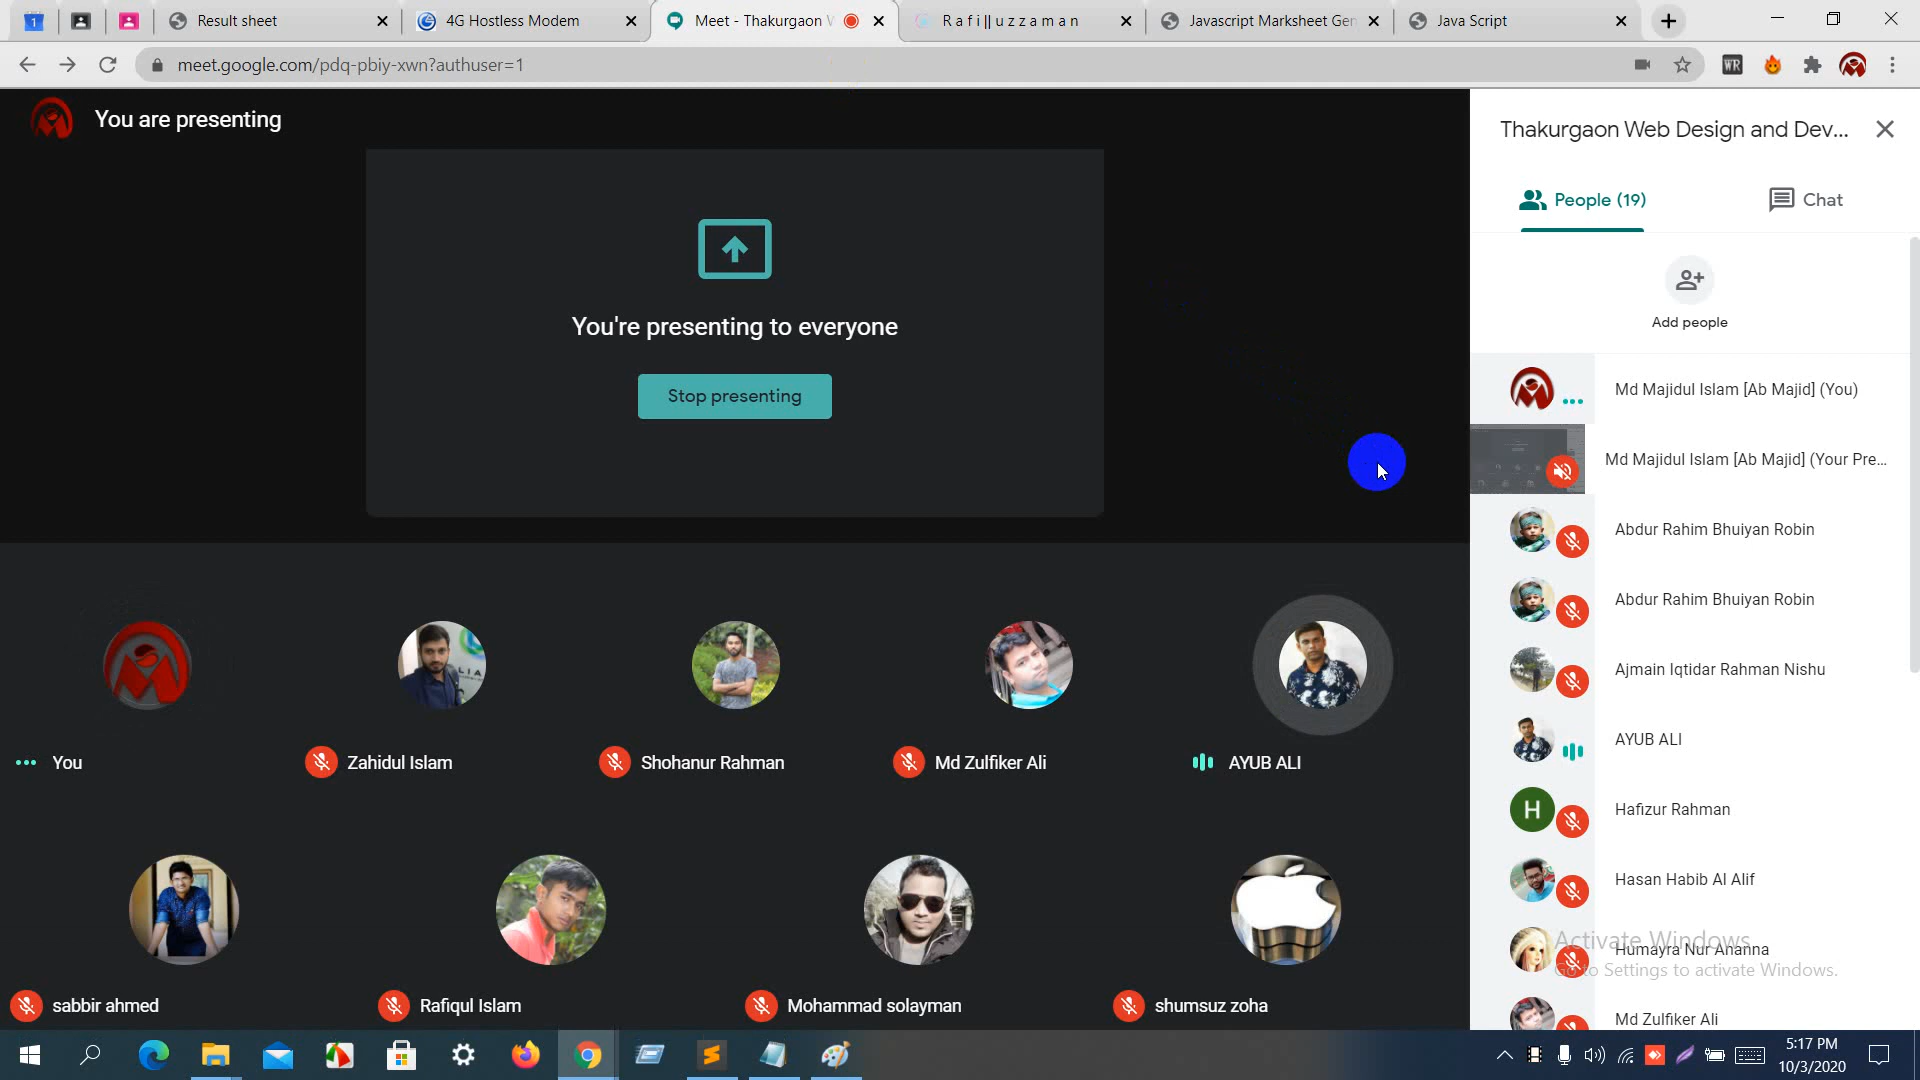 1
Result sheet
4G Hostless Modem
Meet - Thakurgaon W
R a f i || u z z a m a n
Javascript Marksheet Gen
Java Script
meet.google.com/pdq-pbiy-xwn?authuser=1
WR
You are presenting
You're presenting to everyone
Stop presenting
Thakurgaon Web Design and Dev...
People (19)
Chat
Add people
Md Majidul Islam [Ab Majid] (You)
Md Majidul Islam [Ab Majid] (Your Pre...
Abdur Rahim Bhuiyan Robin
Abdur Rahim Bhuiyan Robin
Ajmain Iqtidar Rahman Nishu
AYUB ALI
H
Hafizur Rahman
Hasan Habib Al Alif
Humayra Nur Ananna
Md Zulfiker Ali
Activate Windows
Go to Settings to activate Windows.
You
Zahidul Islam
Shohanur Rahman
Md Zulfiker Ali
AYUB ALI
sabbir ahmed
Rafiqul Islam
Mohammad solayman
shumsuz zoha
5:17 PM
10/3/2020